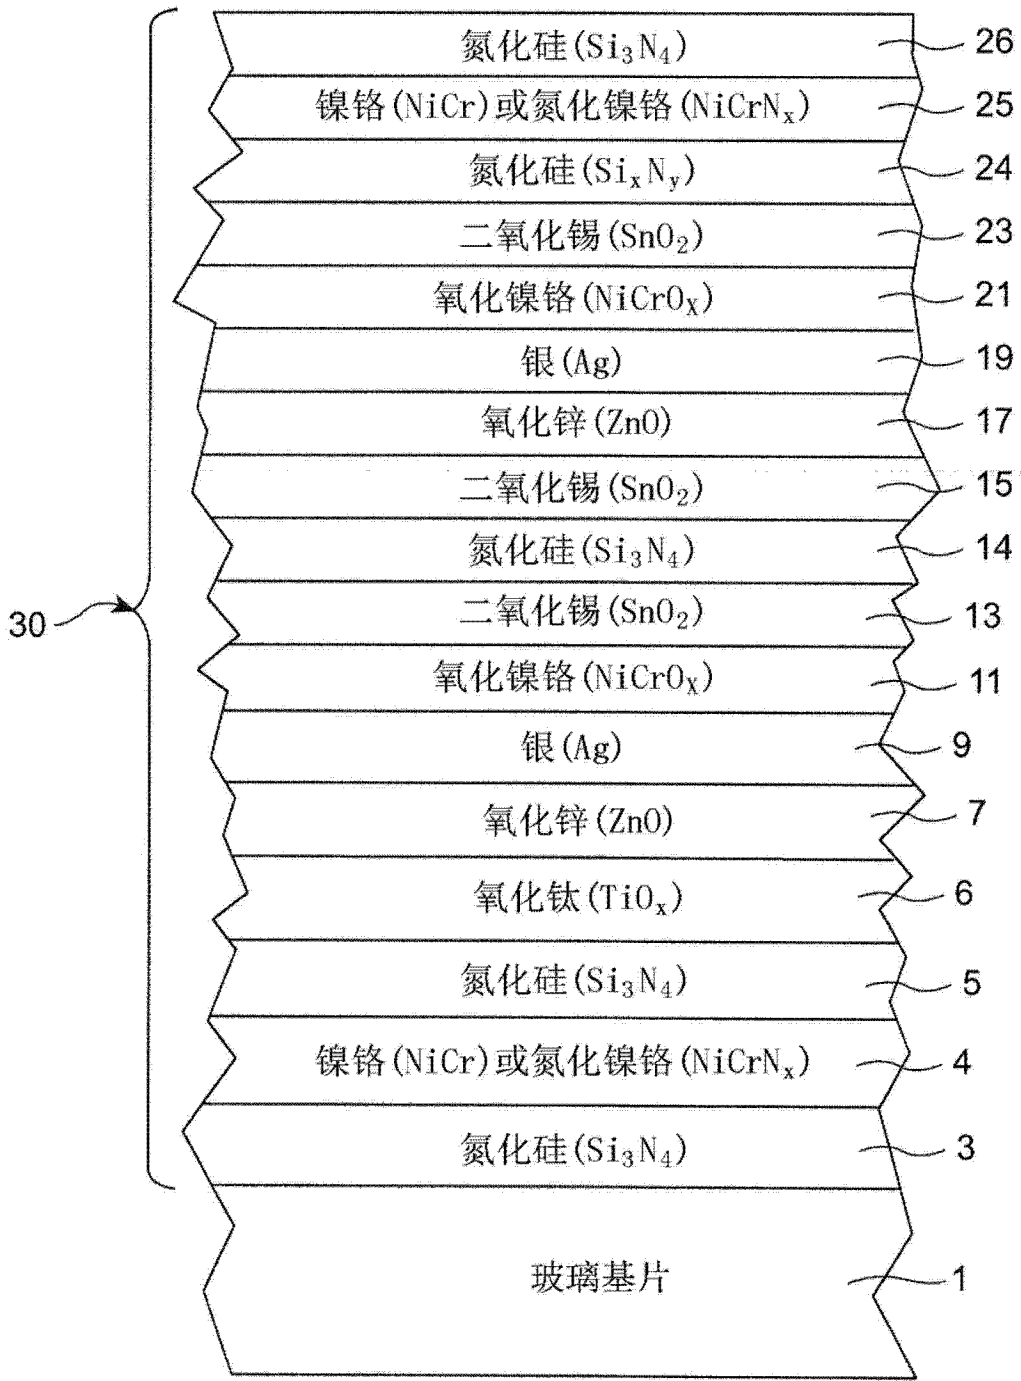 氮化硅(Si₃N₄) 26
镍铬(NiCr)或氮化镍铬(NiCrNₓ) 25
氮化硅(SiₓNᵧ) 24
二氧化锡(SnO₂) 23
氧化镍铬(NiCrOₓ) 21
银(Ag) 19
氧化锌(ZnO) 17
二氧化锡(SnO₂) 15
氮化硅(Si₃N₄) 14
二氧化锡(SnO₂) 13
30
氧化镍铬(NiCrOₓ) 11
银(Ag) 9
氧化锌(ZnO) 7
氧化钛(TiOₓ) 6
氮化硅(Si₃N₄) 5
镍铬(NiCr)或氮化镍铬(NiCrNₓ) 4
氮化硅(Si₃N₄) 3
玻璃基片 1